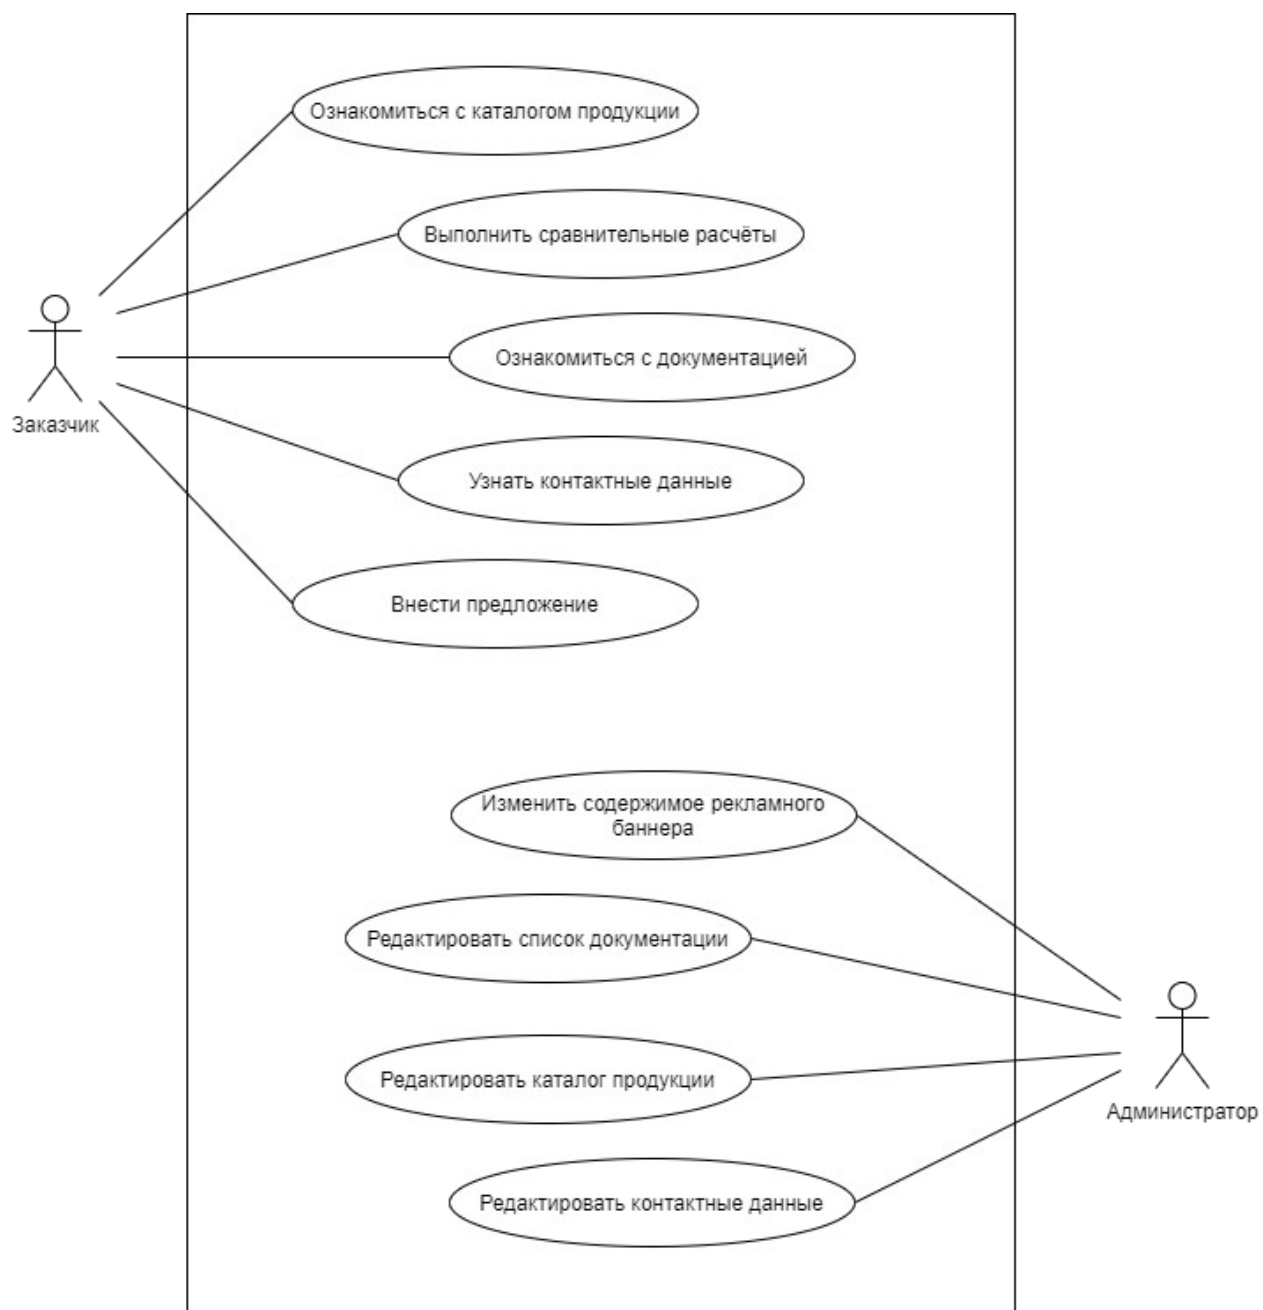 Ознакомиться с каталогом продукции
Выполнить сравнительные расчёты
Ознакомиться с документацией
Заказчик
Узнать контактные данные
Внести предложение
Изменить содержимое рекламного
баннера
Редактировать список документации
Редактировать каталог продукции
Администратор
Редактировать контактные данные